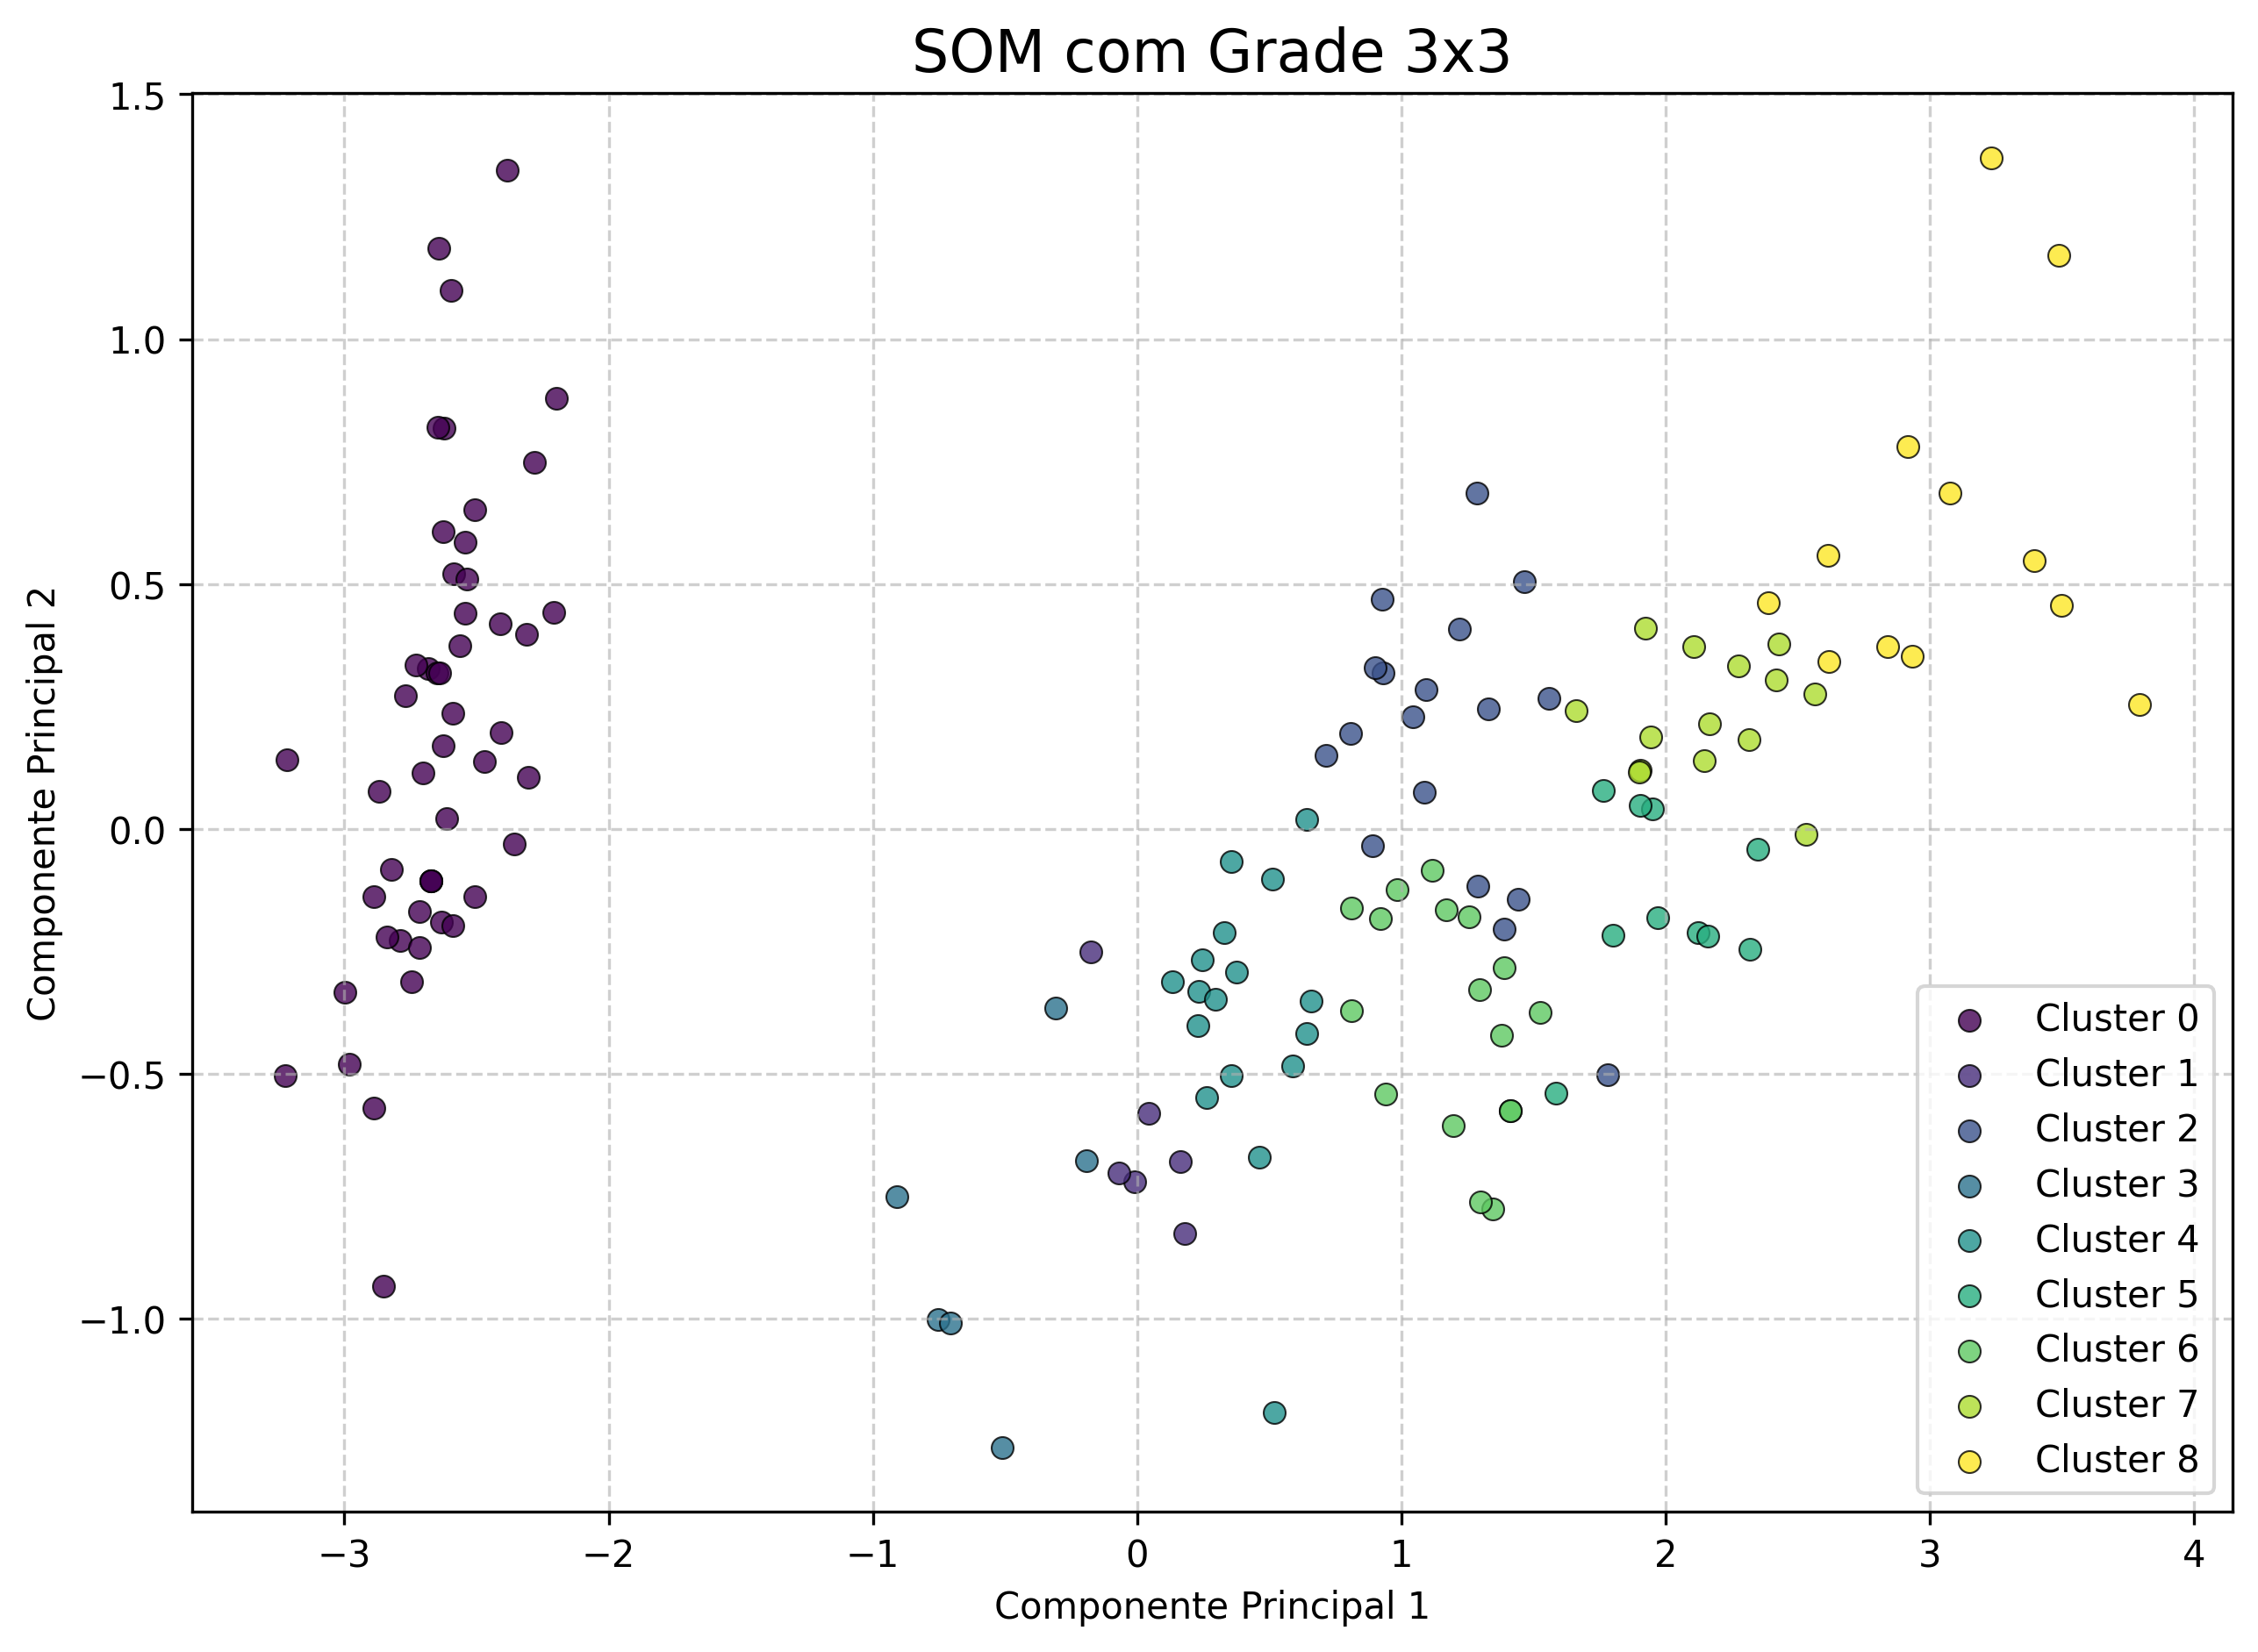 SOM com Grade 3x3
1.5
1.0
0.5
0.0
−0.5
−1.0
Componente Principal 2
−3
−2
−1
0
1
2
3
4
Componente Principal 1
Cluster 0
Cluster 1
Cluster 2
Cluster 3
Cluster 4
Cluster 5
Cluster 6
Cluster 7
Cluster 8